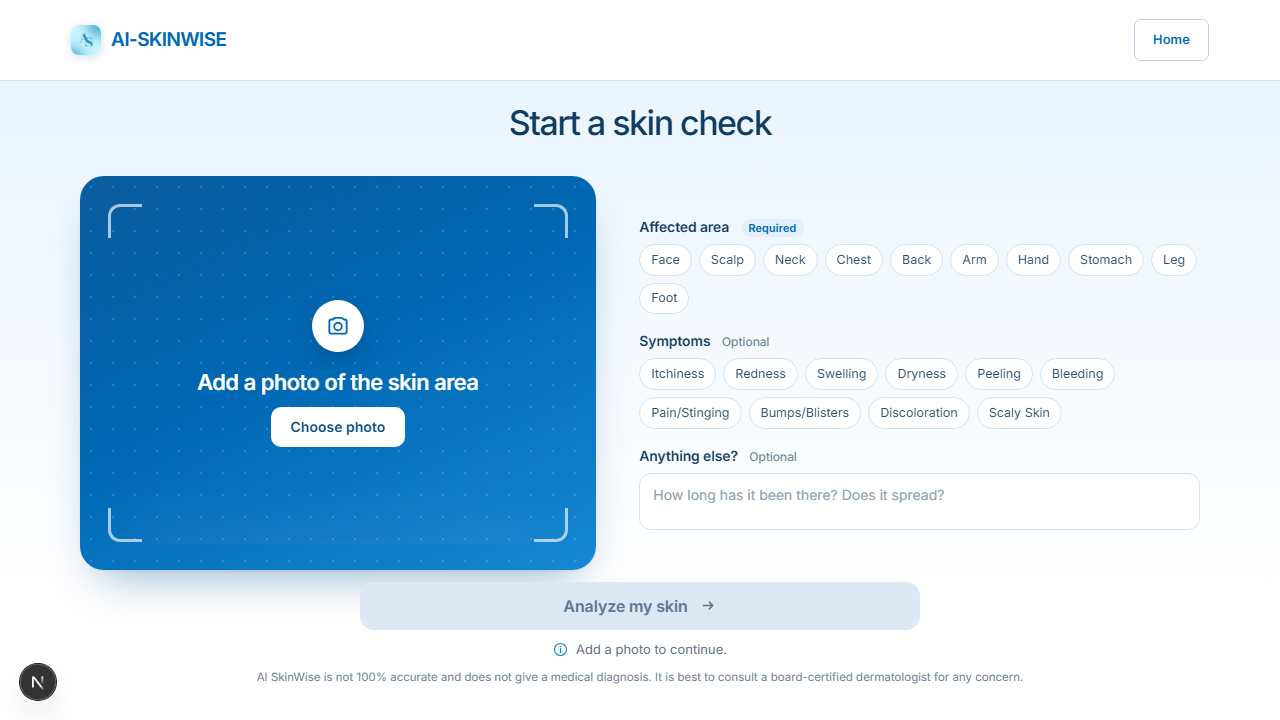 AI-SKINWISE
Home
Start a skin check
Add a photo of the skin area
Choose photo
Affected area Required
Face Scalp Neck Chest Back Arm Hand Stomach Leg
Foot
Symptoms Optional
Itchiness Redness Swelling Dryness Peeling Bleeding
Pain/Stinging Bumps/Blisters Discoloration Scaly Skin
Anything else? Optional
How long has it been there? Does it spread?
Analyze my skin →
Add a photo to continue.
AI SkinWise is not 100% accurate and does not give a medical diagnosis. It is best to consult a board-certified dermatologist for any concern.
N